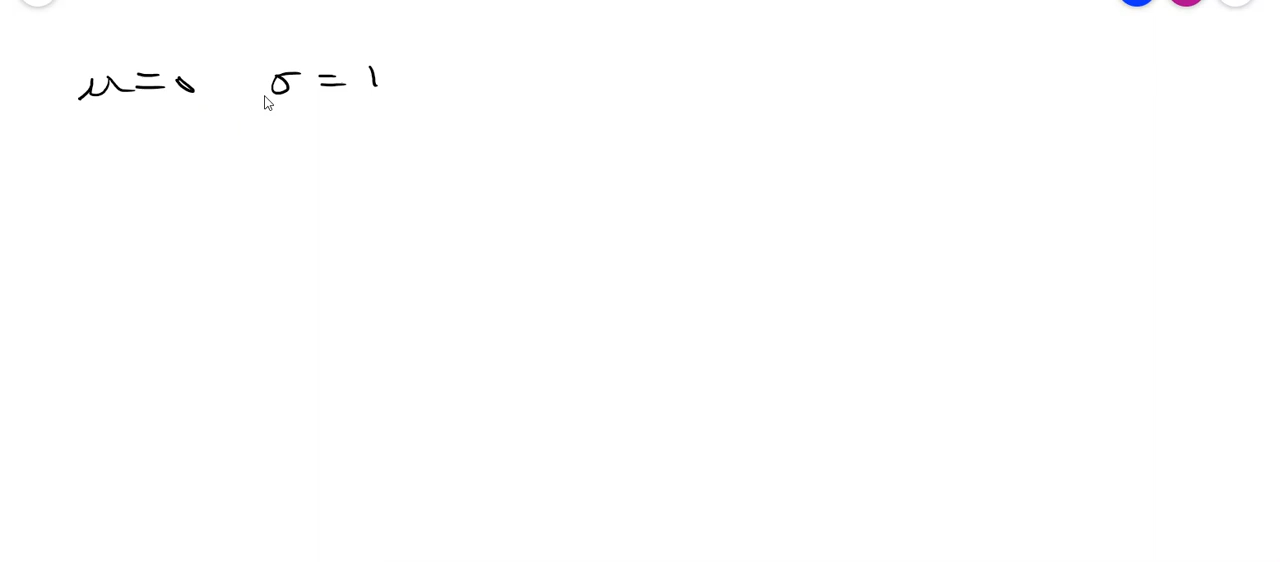 μ = 0 σ = 1